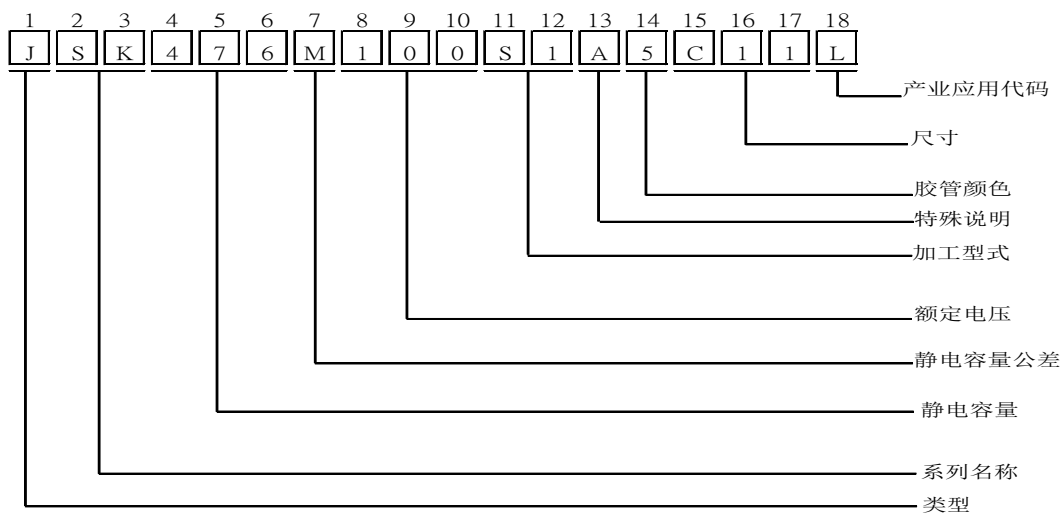 1 2 3 4 5 6 7 8 9 10 11 12 13 14 15 16 17 18
J S K 4 7 6 M 1 0 0 S 1 A 5 C 1 1 L
产业应用代码
尺寸
胶管颜色
特殊说明
加工型式
额定电压
静电容量公差
静电容量
系列名称
类型